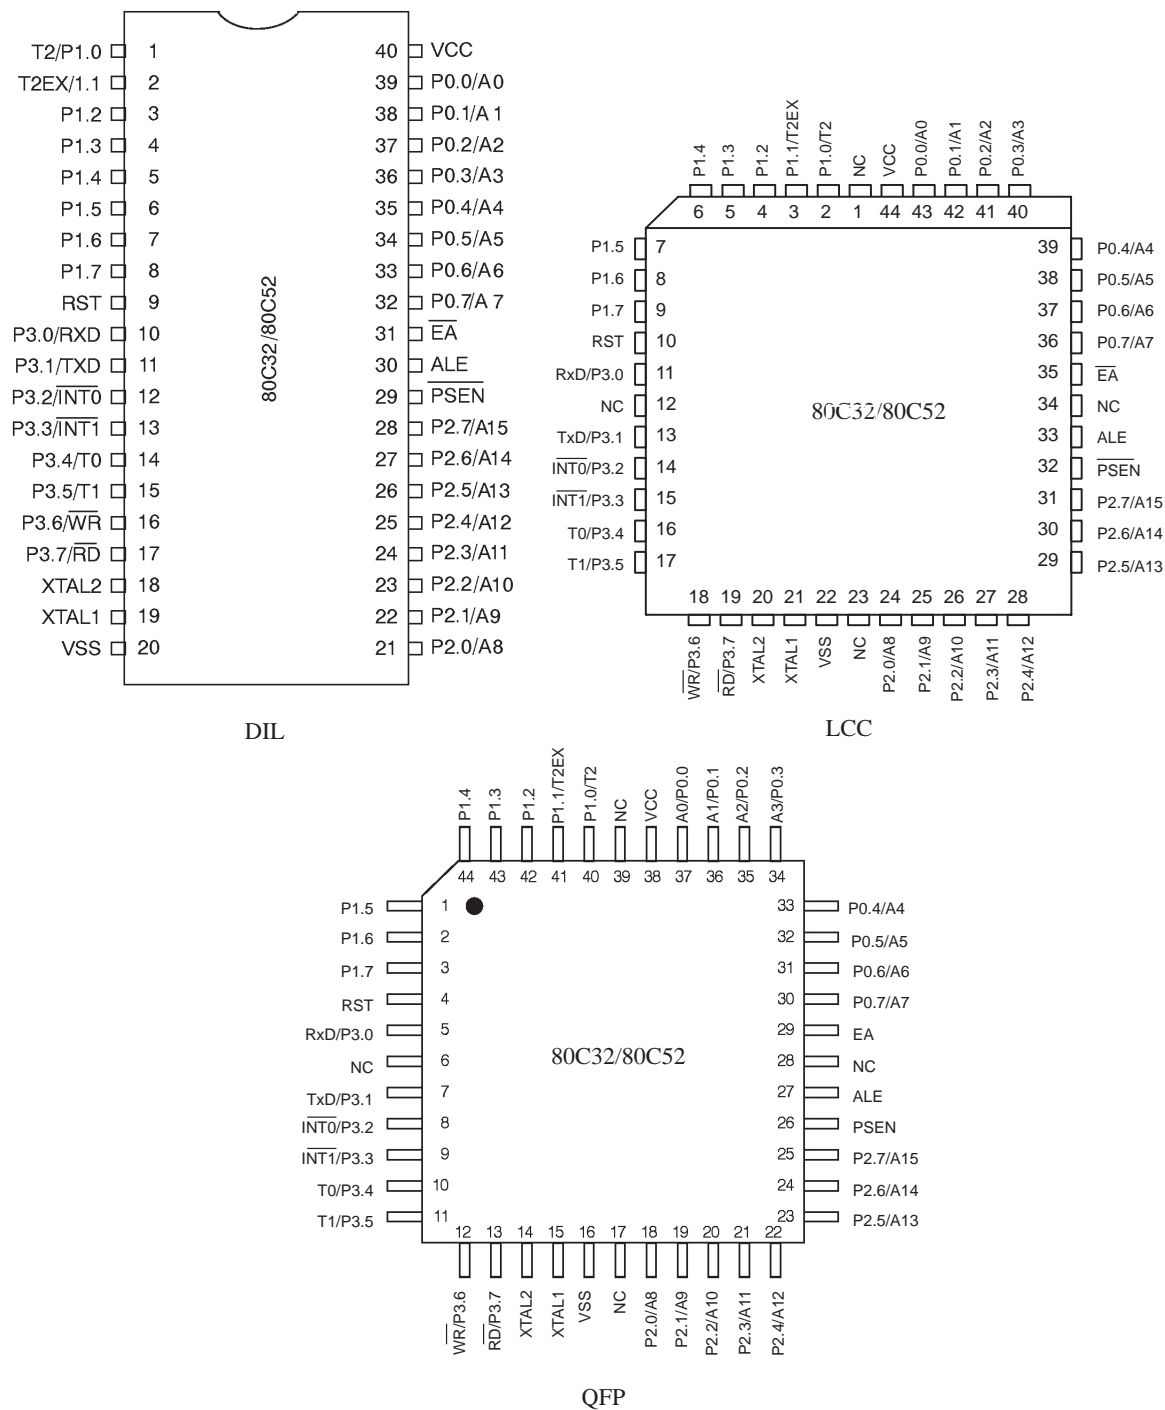 T2/P1.0 1 40 VCC
T2EX/1.1 2 39 P0.0/A0
P1.2 3 38 P0.1/A 1
P1.3 4 37 P0.2/A2
P1.4 5 36 P0.3/A3
P1.5 6 35 P0.4/A4
P1.6 7 34 P0.5/A5
P1.7 8 33 P0.6/A6
RST 9 32 P0.7/A 7
P3.0/RXD 10 31 EA
P3.1/TXD 11 30 ALE
P3.2/INT0 12 29 PSEN
P3.3/INT1 13 28 P2.7/A15
P3.4/T0 14 27 P2.6/A14
P3.5/T1 15 26 P2.5/A13
P3.6/WR 16 25 P2.4/A12
P3.7/RD 17 24 P2.3/A11
XTAL2 18 23 P2.2/A10
XTAL1 19 22 P2.1/A9
VSS 20 21 P2.0/A8
80C32/80C52
DIL
P1.4 P1.3 P1.2 P1.1/T2EX P1.0/T2 NC VCC P0.0/A0 P0.1/A1 P0.2/A2 P0.3/A3
6 5 4 3 2 1 44 43 42 41 40
P1.5 7 39 P0.4/A4
P1.6 8 38 P0.5/A5
P1.7 9 37 P0.6/A6
RST 10 36 P0.7/A7
RxD/P3.0 11 35 EA
NC 12 34 NC
80C32/80C52
TxD/P3.1 13 33 ALE
INT0/P3.2 14 32 PSEN
INT1/P3.3 15 31 P2.7/A15
T0/P3.4 16 30 P2.6/A14
T1/P3.5 17 29 P2.5/A13
18 19 20 21 22 23 24 25 26 27 28
WR/P3.6 RD/P3.7 XTAL2 XTAL1 VSS NC P2.0/A8 P2.1/A9 P2.2/A10 P2.3/A11 P2.4/A12
LCC
P1.4 P1.3 P1.2 P1.1/T2EX P1.0/T2 NC VCC A0/P0.0 A1/P0.1 A2/P0.2 A3/P0.3
44 43 42 41 40 39 38 37 36 35 34
P1.5 1 33 P0.4/A4
P1.6 2 32 P0.5/A5
P1.7 3 31 P0.6/A6
RST 4 30 P0.7/A7
RxD/P3.0 5 29 EA
80C32/80C52
NC 6 28 NC
TxD/P3.1 7 27 ALE
INT0/P3.2 8 26 PSEN
INT1/P3.3 9 25 P2.7/A15
T0/P3.4 10 24 P2.6/A14
T1/P3.5 11 23 P2.5/A13
12 13 14 15 16 17 18 19 20 21 22
WR/P3.6 RD/P3.7 XTAL2 XTAL1 VSS NC P2.0/A8 P2.1/A9 P2.2/A10 P2.3/A11 P2.4/A12
QFP